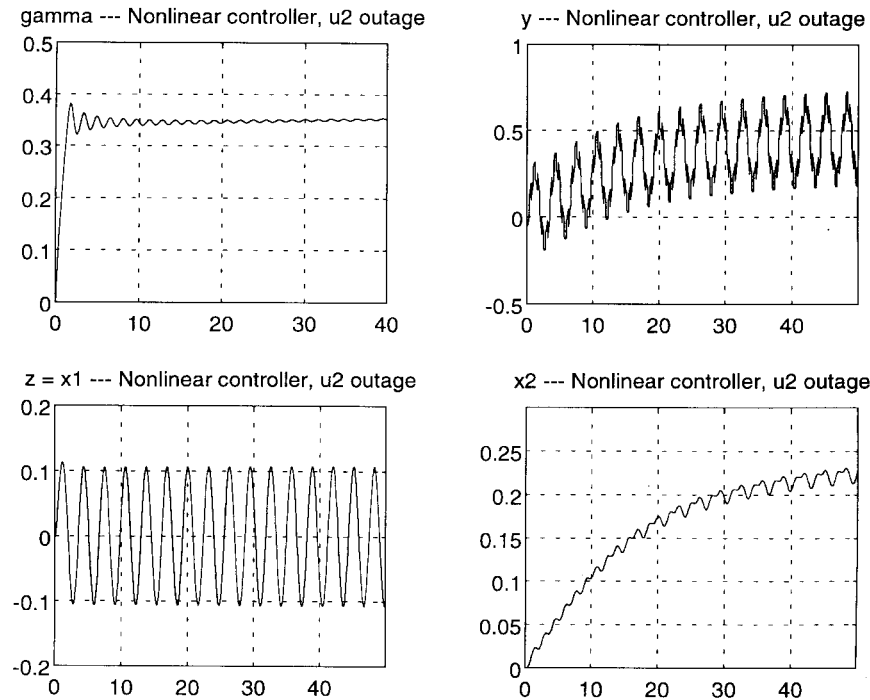 gamma --- Nonlinear controller, u2 outage
0.5
0.4
0.3
0.2
0.1
0
0 10 20 30 40
y --- Nonlinear controller, u2 outage
1
0.5
0
-0.5
0 10 20 30 40
z = x1 --- Nonlinear controller, u2 outage
0.2
0.1
0
-0.1
-0.2
0 10 20 30 40
x2 --- Nonlinear controller, u2 outage
0.25
0.2
0.15
0.1
0.05
0
0 10 20 30 40